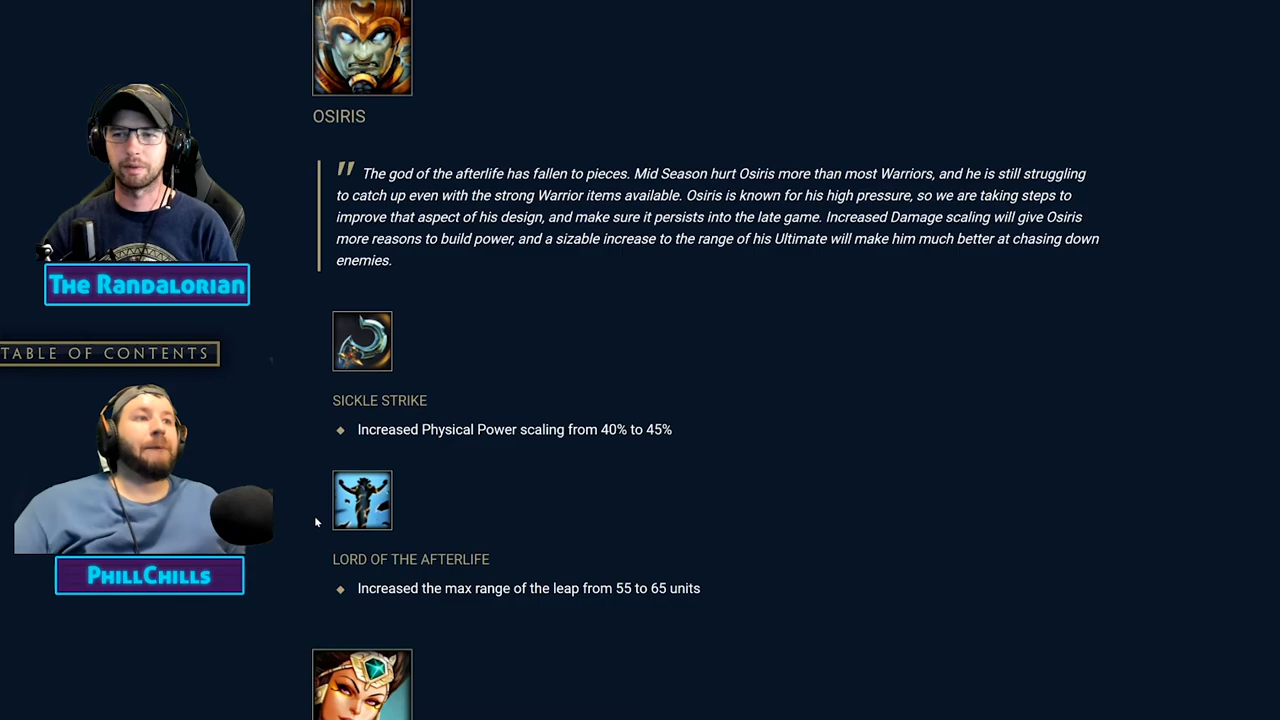 OSIRIS
" The god of the afterlife has fallen to pieces. Mid Season hurt Osiris more than most Warriors, and he is still struggling
to catch up even with the strong Warrior items available. Osiris is known for his high pressure, so we are taking steps to
improve that aspect of his design, and make sure it persists into the late game. Increased Damage scaling will give Osiris
more reasons to build power, and a sizable increase to the range of his Ultimate will make him much better at chasing down
enemies.
The Randalorian
TABLE OF CONTENTS
SICKLE STRIKE
Increased Physical Power scaling from 40% to 45%
LORD OF THE AFTERLIFE
Increased the max range of the leap from 55 to 65 units
PhillChills